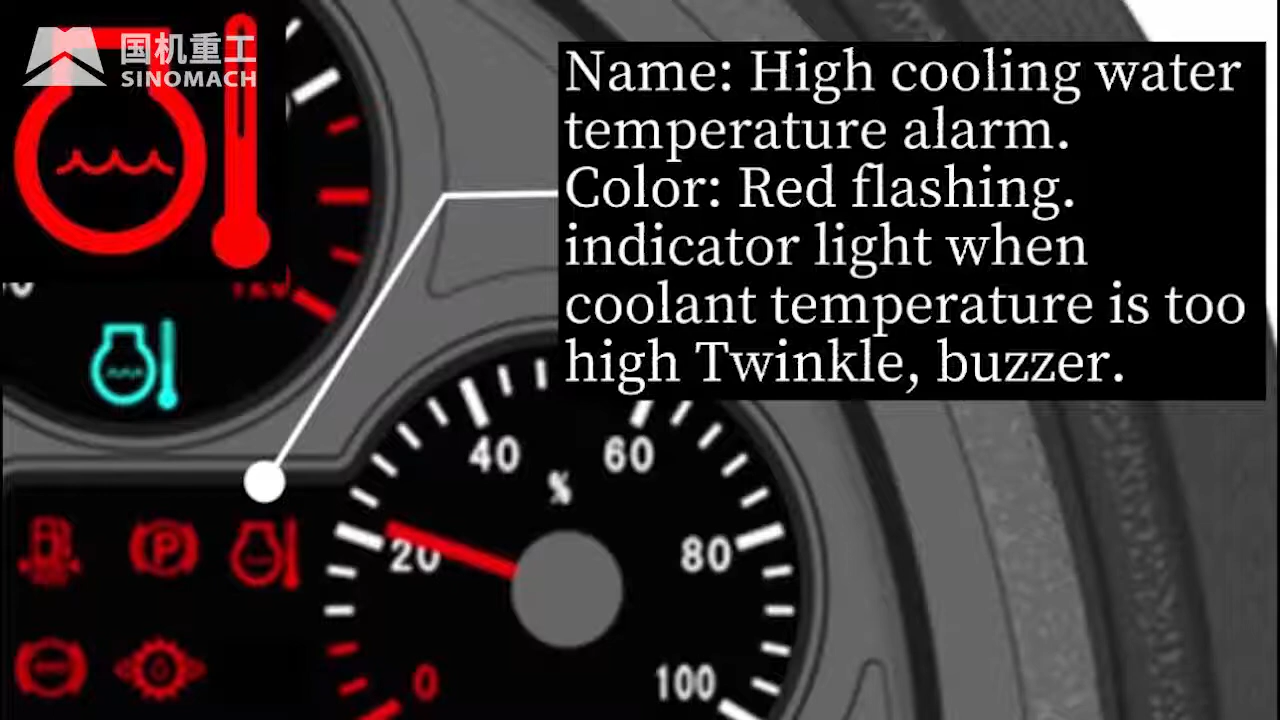 国机重工
SINOMACH
Name: High cooling water
temperature alarm.
Color: Red flashing.
indicator light when
coolant temperature is too
high Twinkle, buzzer.
120
40
60
%
20
80
P
0
100